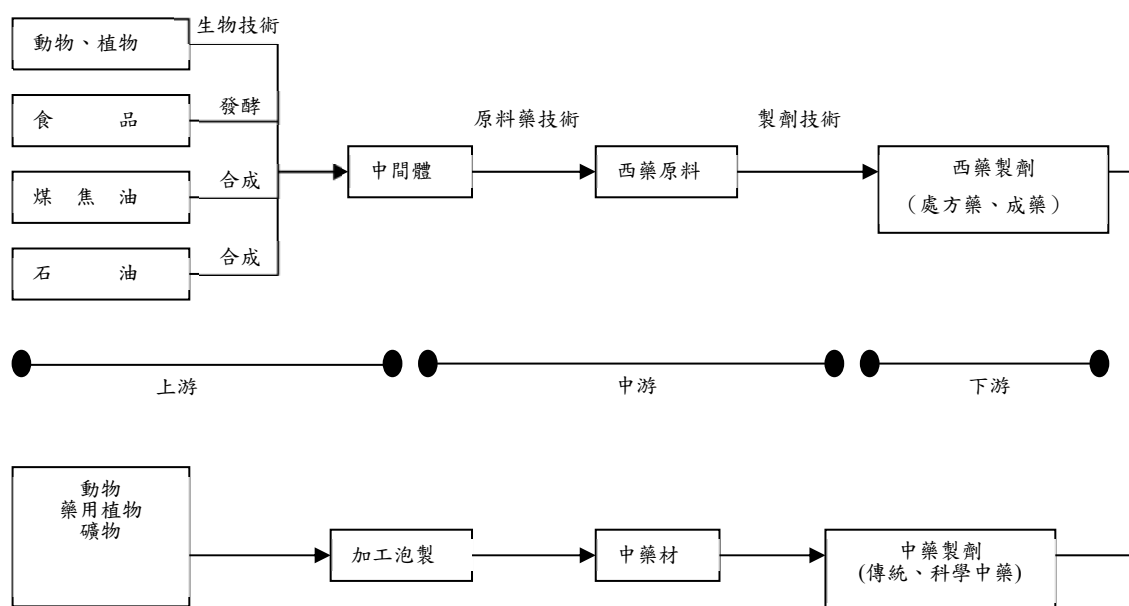 生物技術
動物、植物
發酵
食品
原料藥技術
製劑技術
合成
煤焦油
中間體
西藥原料
西藥製劑
（處方藥、成藥）
合成
石油
上游
中游
下游
動物
藥用植物
礦物
加工泡製
中藥材
中藥製劑
(傳統、科學中藥)